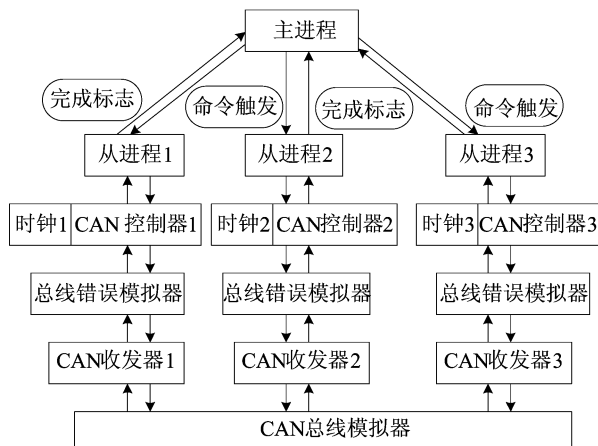 主进程
完成标志
命令触发
完成标志
命令触发
从进程1
从进程2
从进程3
时钟1
CAN 控制器1
时钟2
CAN控制器2
时钟3
CAN控制器3
总线错误模拟器
总线错误模拟器
总线错误模拟器
CAN收发器1
CAN收发器2
CAN收发器3
CAN总线模拟器